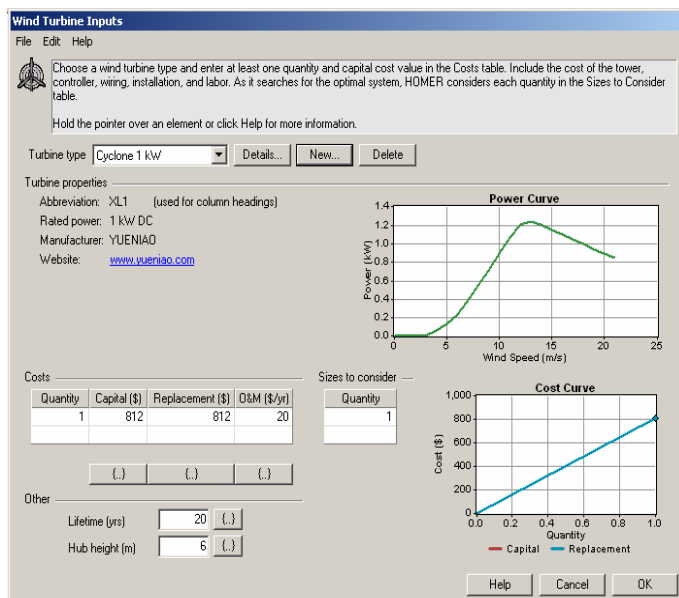 Wind Turbine Inputs
File Edit Help
Choose a wind turbine type and enter at least one quantity and capital cost value in the Costs table. Include the cost of the tower,
controller, wiring, installation, and labor. As it searches for the optimal system, HOMER considers each quantity in the Sizes to Consider
table.
Hold the pointer over an element or click Help for more information.
Turbine type Cyclone 1 kW Details... New... Delete
Turbine properties
Abbreviation: XL1 (used for column headings)
Rated power: 1 kW DC
Manufacturer: YUENIAO
Website: www.yueniao.com
Power Curve
Power (kW)
1.4
1.2
1.0
0.8
0.6
0.4
0.2
0.0
0 5 10 15 20 25
Wind Speed (m/s)
Costs
Quantity Capital ($) Replacement ($) O&M ($/yr)
1 812 812 20
{..} {..} {..}
Sizes to consider
Quantity
1
Cost Curve
Cost ($)
1,000
800
600
400
200
0
0.0 0.2 0.4 0.6 0.8 1.0
Quantity
Capital Replacement
Other
Lifetime (yrs) 20 {..}
Hub height (m) 6 {..}
Help Cancel OK